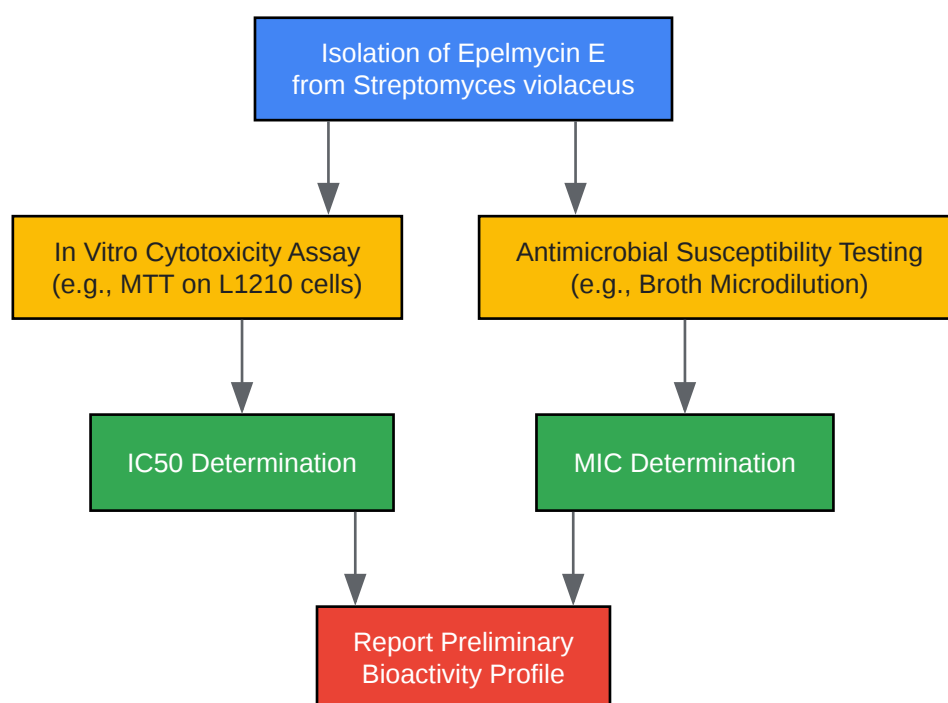 Isolation of Epelmycin E
from Streptomyces violaceus
In Vitro Cytotoxicity Assay
(e.g., MTT on L1210 cells)
Antimicrobial Susceptibility Testing
(e.g., Broth Microdilution)
IC50 Determination
MIC Determination
Report Preliminary
Bioactivity Profile